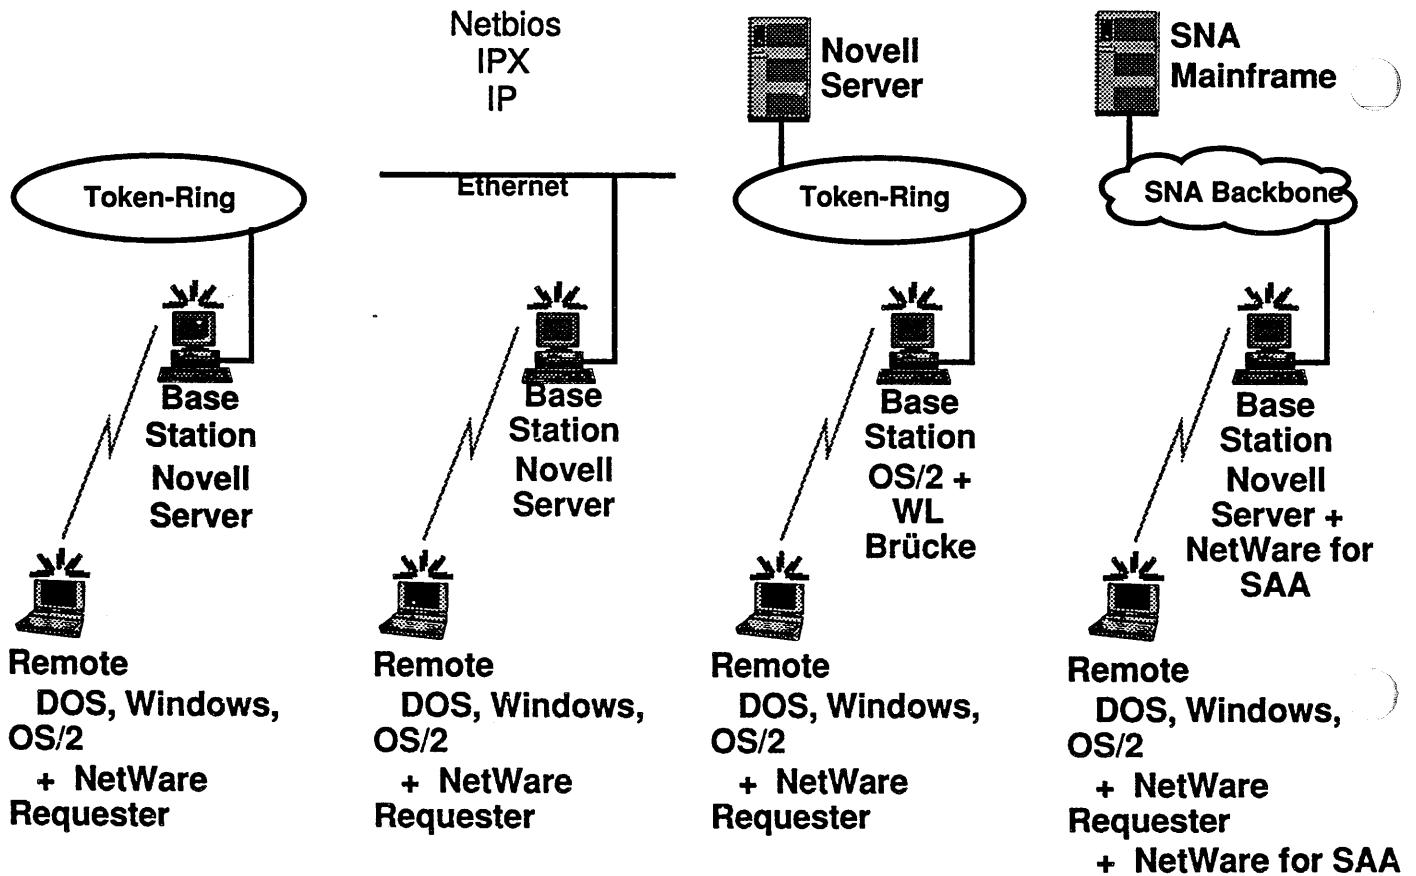 Netbios
IPX
IP
Novell
Server
SNA
Mainframe
Token-Ring
Ethernet
Token-Ring
SNA Backbone
Base
Station
Novell
Server
Base
Station
Novell
Server
Base
Station
OS/2 +
WL
Brücke
Base
Station
Novell
Server +
NetWare for
SAA
Remote
DOS, Windows,
OS/2
+ NetWare
Requester
Remote
DOS, Windows,
OS/2
+ NetWare
Requester
Remote
DOS, Windows,
OS/2
+ NetWare
Requester
Remote
DOS, Windows,
OS/2
+ NetWare
Requester
+ NetWare for SAA